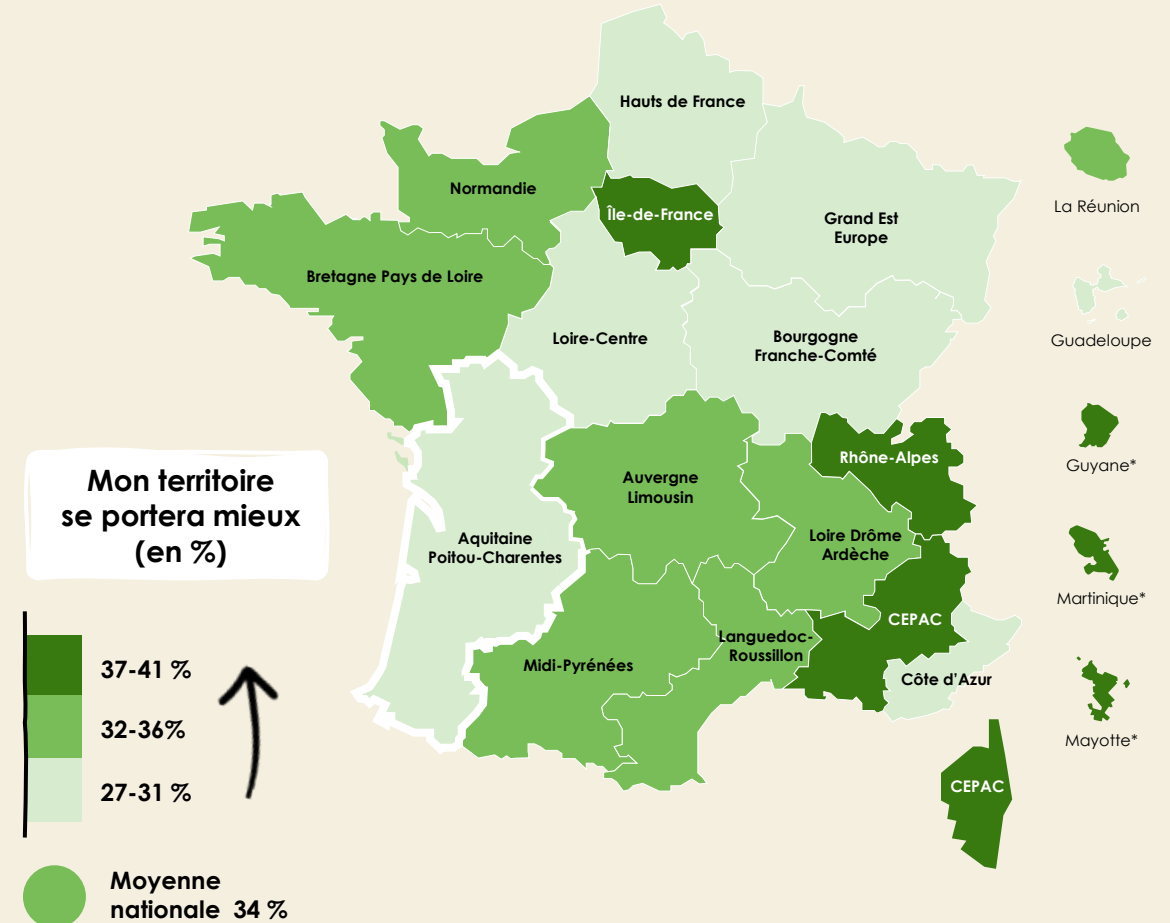 Hauts de France
Normandie
Île-de-France
Grand Est
Europe
La Réunion
Bretagne Pays de Loire
Loire-Centre
Bourgogne
Franche-Comté
Guadeloupe
Mon territoire
se portera mieux
(en %)
Auvergne
Limousin
Rhône-Alpes
Guyane*
Aquitaine
Poitou-Charentes
Loire Drôme
Ardèche
Martinique*
CEPAC
Languedoc-
Roussillon
Midi-Pyrénées
Côte d'Azur
Mayotte*
CEPAC
37-41 %
32-36%
27-31 %
Moyenne
nationale 34 %